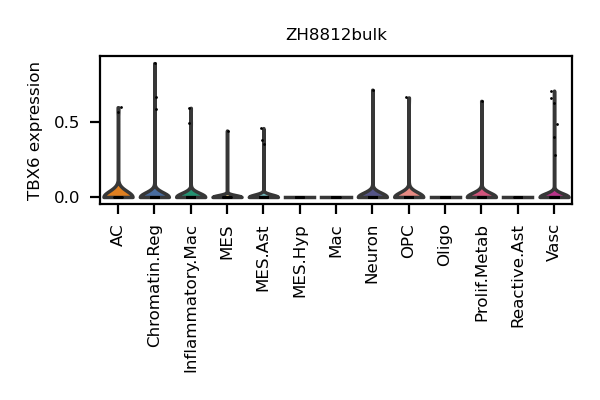 ZH8812bulk
TBX6 expression
0.5
0.0
AC
Chromatin.Reg
Inflammatory.Mac
MES
MES.Ast
MES.Hyp
Mac
Neuron
OPC
Oligo
Prolif.Metab
Reactive.Ast
Vasc